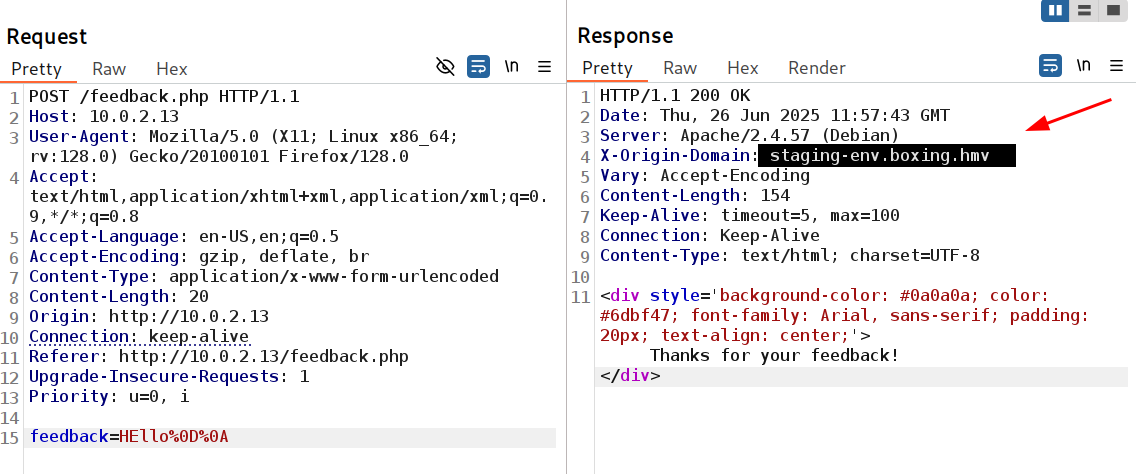 Request
Pretty Raw Hex \n
1 POST /feedback.php HTTP/1.1
2 Host: 10.0.2.13
3 User-Agent: Mozilla/5.0 (X11; Linux x86_64;
rv:128.0) Gecko/20100101 Firefox/128.0
4 Accept:
text/html,application/xhtml+xml,application/xml;q=0.
9,*/*;q=0.8
5 Accept-Language: en-US,en;q=0.5
6 Accept-Encoding: gzip, deflate, br
7 Content-Type: application/x-www-form-urlencoded
8 Content-Length: 20
9 Origin: http://10.0.2.13
10 Connection: keep-alive
11 Referer: http://10.0.2.13/feedback.php
12 Upgrade-Insecure-Requests: 1
13 Priority: u=0, i
14
15 feedback=HEllo%0D%0A
Response
Pretty Raw Hex Render \n
1 HTTP/1.1 200 OK
2 Date: Thu, 26 Jun 2025 11:57:43 GMT
3 Server: Apache/2.4.57 (Debian)
4 X-Origin-Domain: staging-env.boxing.hmv
5 Vary: Accept-Encoding
6 Content-Length: 154
7 Keep-Alive: timeout=5, max=100
8 Connection: Keep-Alive
9 Content-Type: text/html; charset=UTF-8
10
11 <div style='background-color: #0a0a0a; color:
#6dbf47; font-family: Arial, sans-serif; padding:
20px; text-align: center;'>
Thanks for your feedback!
</div>